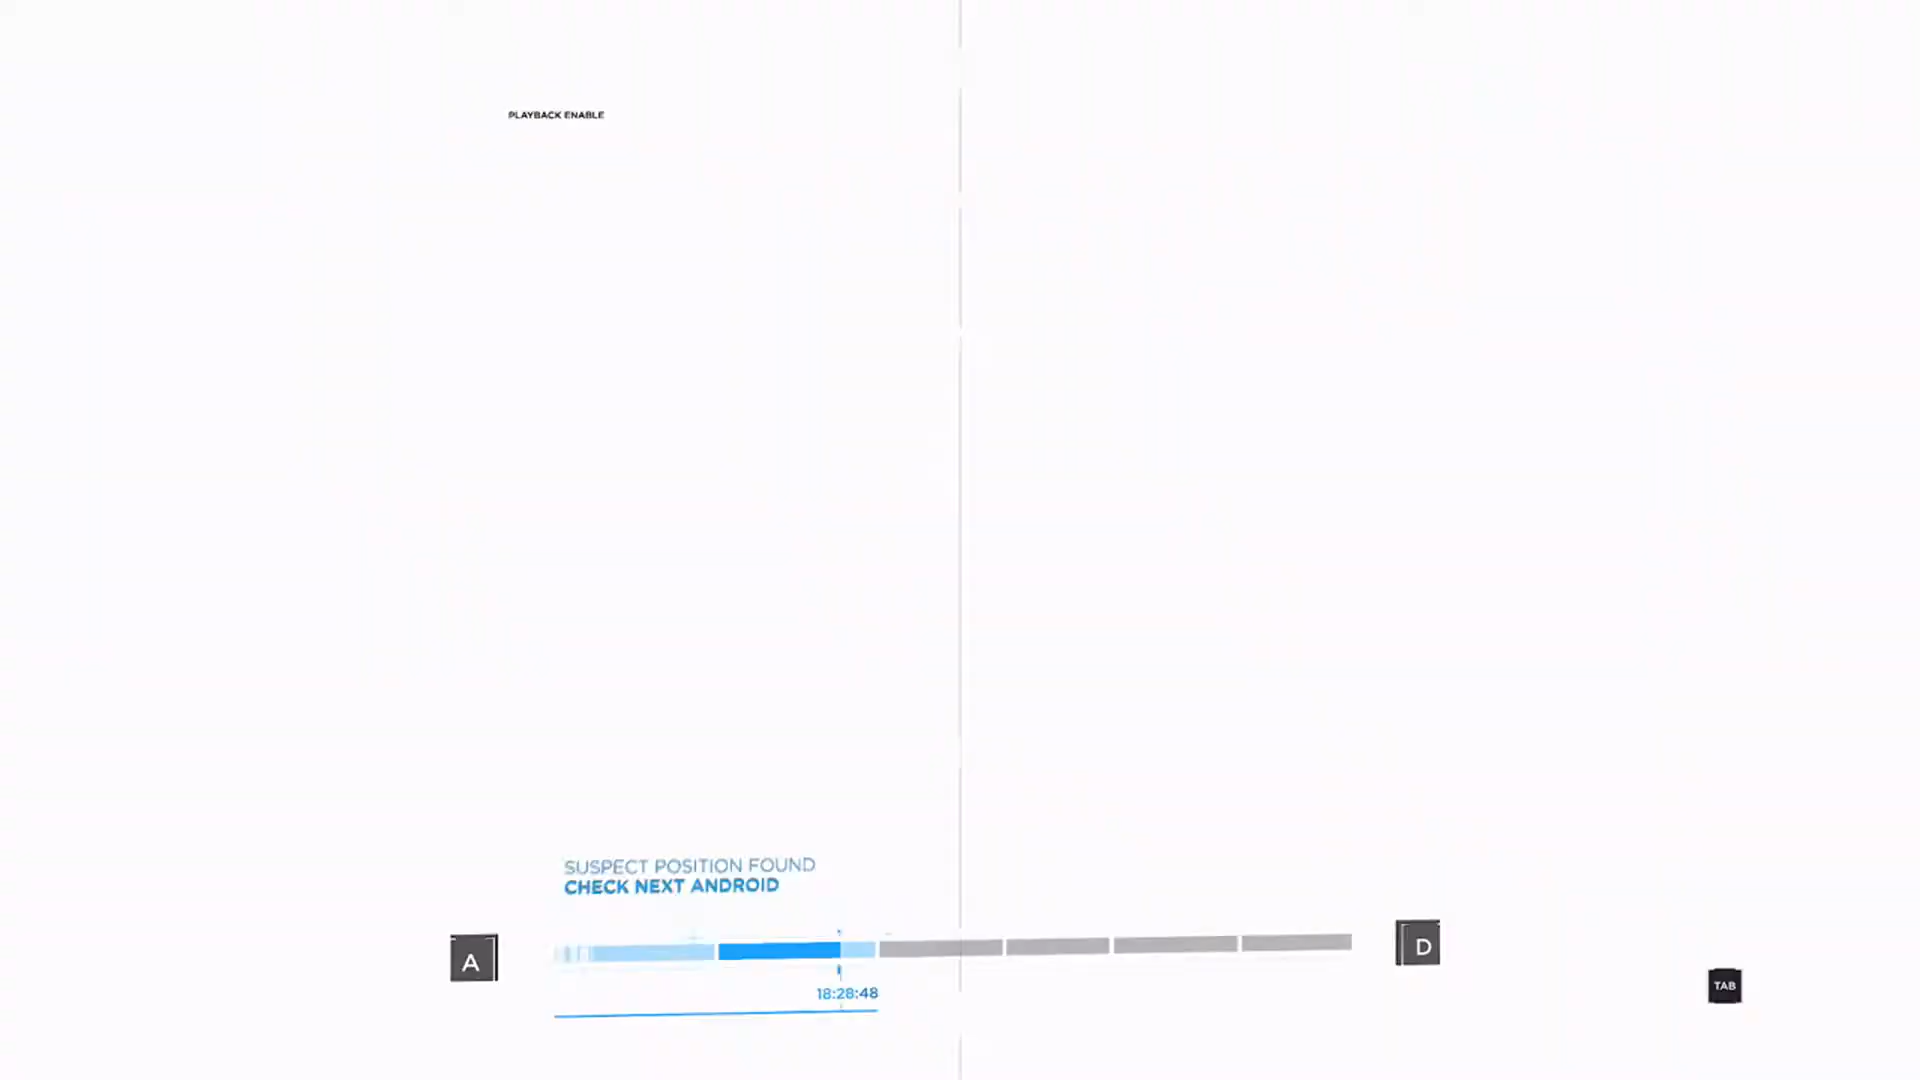 PLAYBACK ENABLE
SUSPECT POSITION FOUND
CHECK NEXT ANDROID
A
D
TAB
18:28:48